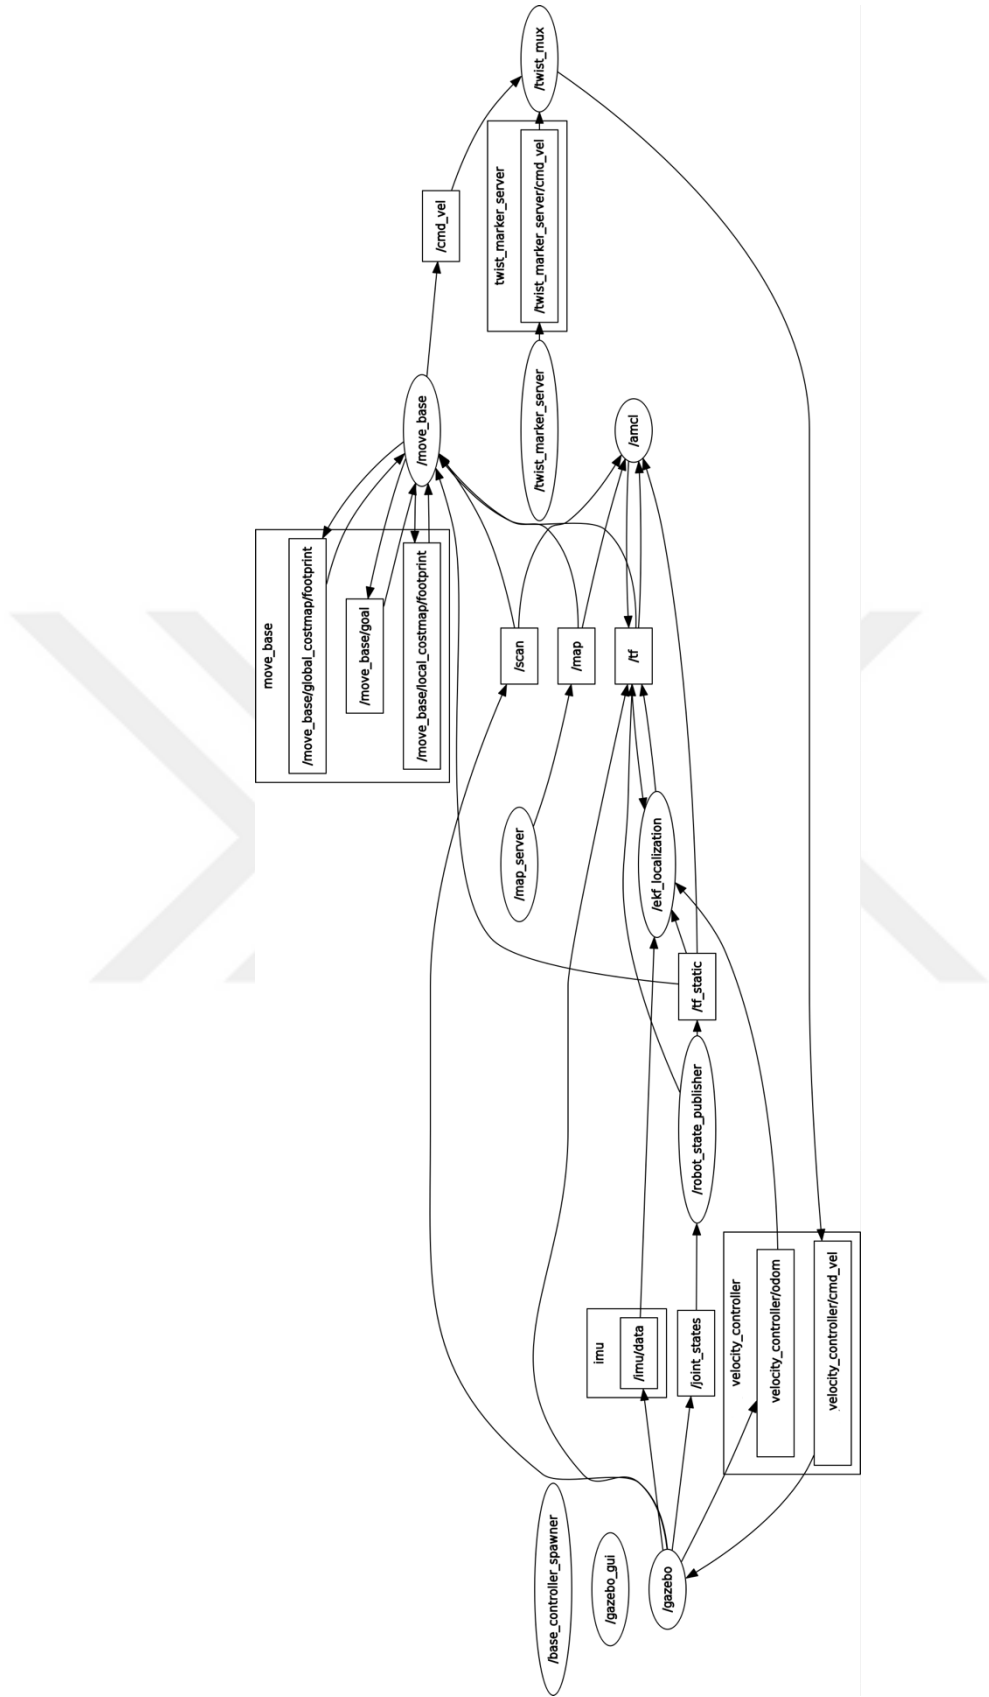 /twist_mux
/cmd_vel
twist_marker_server
/twist_marker_server/cmd_vel
/move_base
/twist_marker_server
/amcl
move_base
/move_base/global_costmap/footprint
/move_base/goal
/move_base/local_costmap/footprint
/scan
/map
/tf
/map_server
/ekf_localization
/tf_static
/robot_state_publisher
imu
/imu/data
/joint_states
velocity_controller
velocity_controller/odom
velocity_controller/cmd_vel
/base_controller_spawner
/gazebo_gui
/gazebo